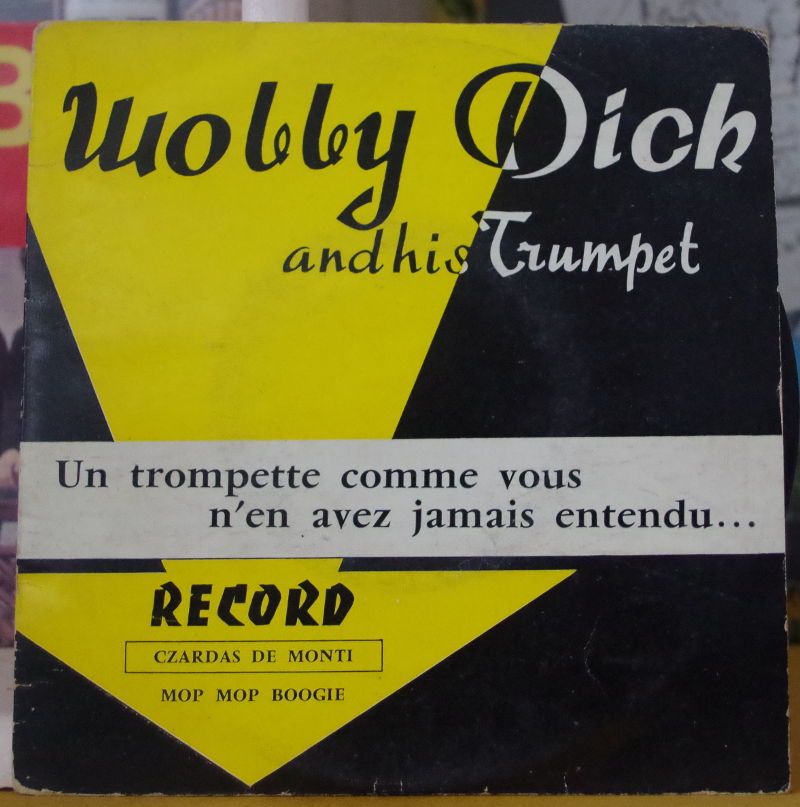 Wobby Dick
and his Trumpet
Un trompette comme vous
n'en avez jamais entendu...
RECORD
CZARDAS DE MONTI
MOP MOP BOOGIE
B